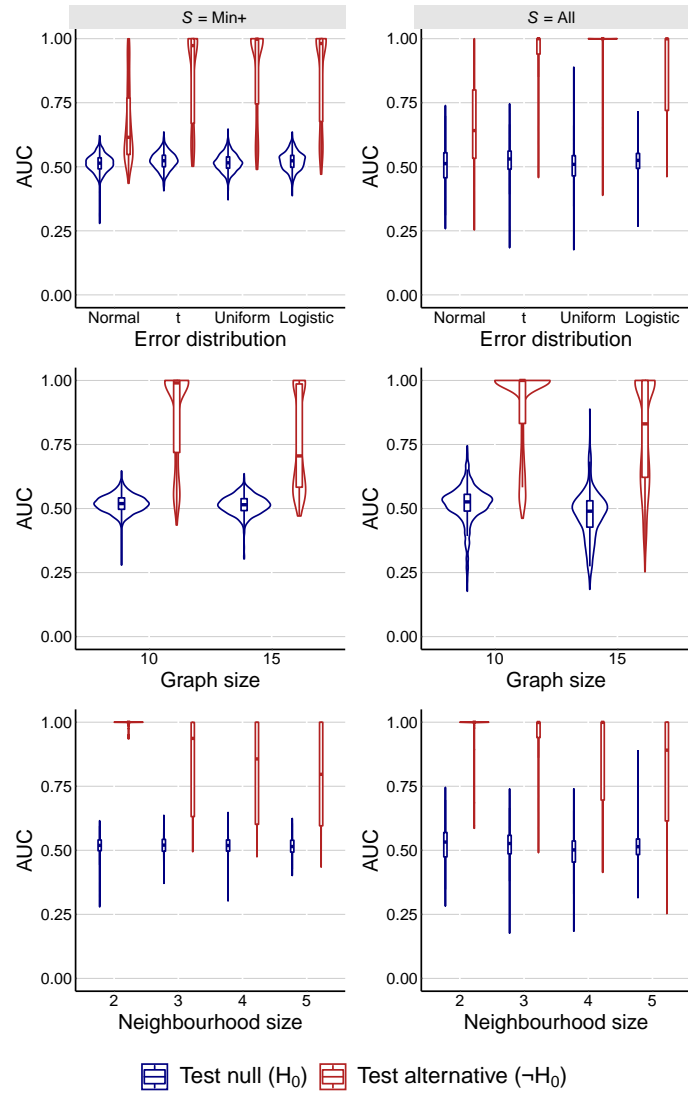 S = Min+
S = All
1.00
0.75
0.50
0.25
0.00
AUC
Normal t Uniform Logistic
Error distribution
1.00
0.75
0.50
0.25
0.00
AUC
Normal t Uniform Logistic
Error distribution
1.00
0.75
0.50
0.25
0.00
AUC
10 15
Graph size
1.00
0.75
0.50
0.25
0.00
AUC
10 15
Graph size
1.00
0.75
0.50
0.25
0.00
AUC
2 3 4 5
Neighbourhood size
1.00
0.75
0.50
0.25
0.00
AUC
2 3 4 5
Neighbourhood size
Test null (H₀) Test alternative (¬H₀)